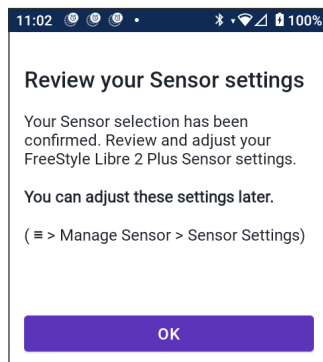 11:02 100%
Review your Sensor settings
Your Sensor selection has been
confirmed. Review and adjust your
FreeStyle Libre 2 Plus Sensor settings.
You can adjust these settings later.
( ≡ > Manage Sensor > Sensor Settings)
OK